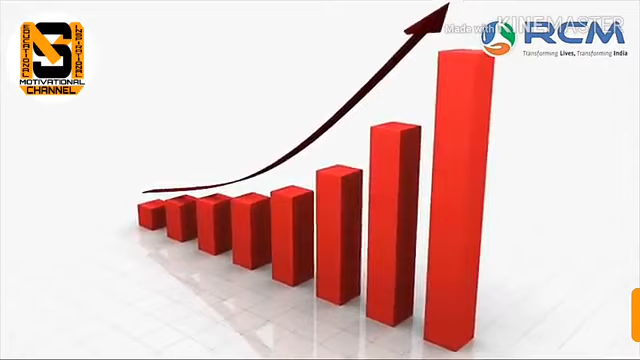 EDUCATIONAL
S
INSPIRATIONAL
MOTIVATIONAL
CHANNEL
Made with KINEMASTER
RCM
Transforming Lives, Transforming India